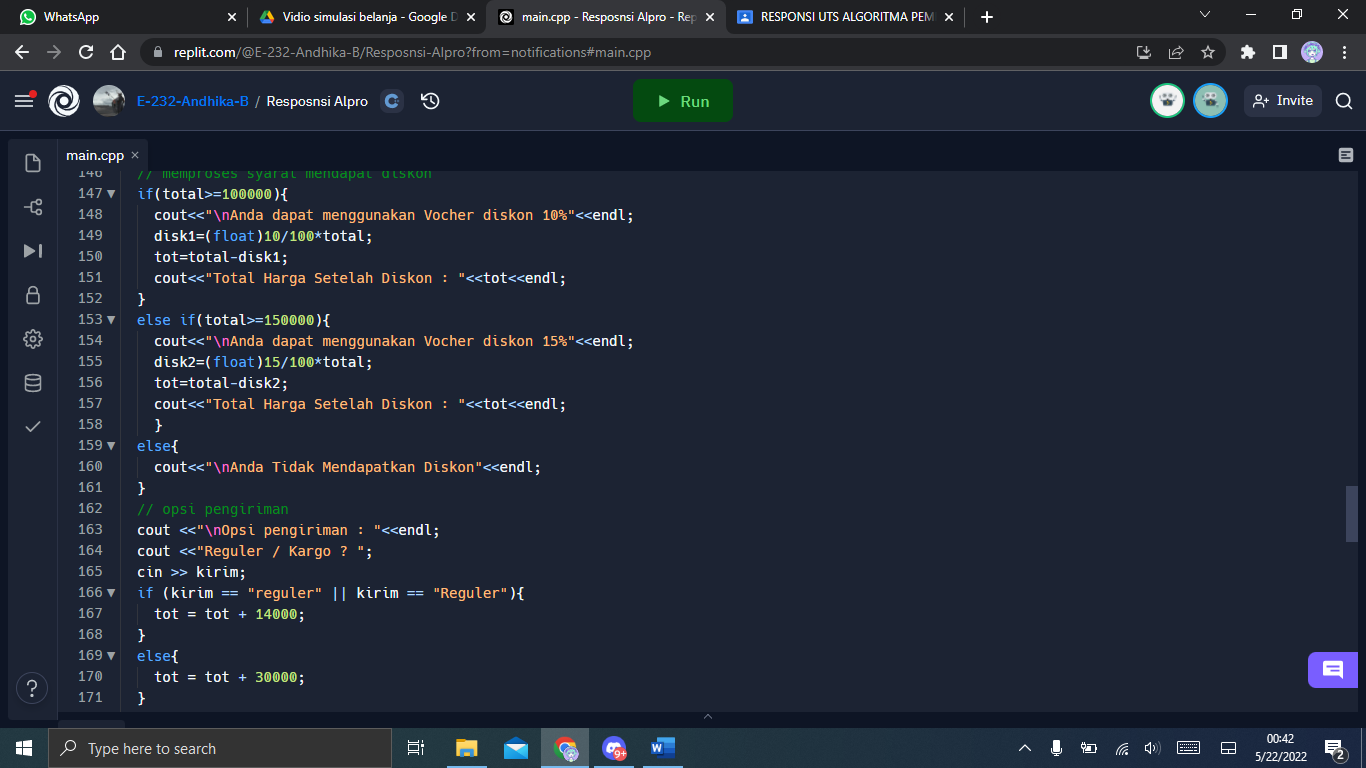 WhatsApp
Vidio simulasi belanja - Google D
main.cpp - Resposnsi Alpro - Rep
RESPONSI UTS ALGORITMA PEM
replit.com/@E-232-Andhika-B/Resposnsi-Alpro?from=notifications#main.cpp
E-232-Andhika-B / Resposnsi Alpro
C
Run
Invite
main.cpp
146 // memproses syarat mendapat diskon
147 if(total>=100000){
148 cout<<"\nAnda dapat menggunakan Vocher diskon 10%"<<endl;
149 disk1=(float)10/100*total;
150 tot=total-disk1;
151 cout<<"Total Harga Setelah Diskon : "<<tot<<endl;
152 }
153 else if(total>=150000){
154 cout<<"\nAnda dapat menggunakan Vocher diskon 15%"<<endl;
155 disk2=(float)15/100*total;
156 tot=total-disk2;
157 cout<<"Total Harga Setelah Diskon : "<<tot<<endl;
158 }
159 else{
160 cout<<"\nAnda Tidak Mendapatkan Diskon"<<endl;
161 }
162 // opsi pengiriman
163 cout <<"\nOpsi pengiriman : "<<endl;
164 cout <<"Reguler / Kargo ? ";
165 cin >> kirim;
166 if (kirim == "reguler" || kirim == "Reguler"){
167 tot = tot + 14000;
168 }
169 else{
170 tot = tot + 30000;
171 }
?
Type here to search
9+
W
00:42
5/22/2022
2